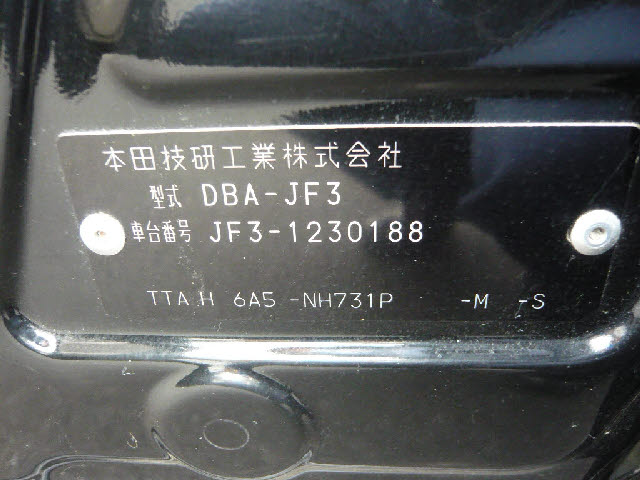 本田技研工業株式会社
型式 DBA-JF3
車台番号 JF3-1230188
TTA H 6A5 -NH731P -M -S